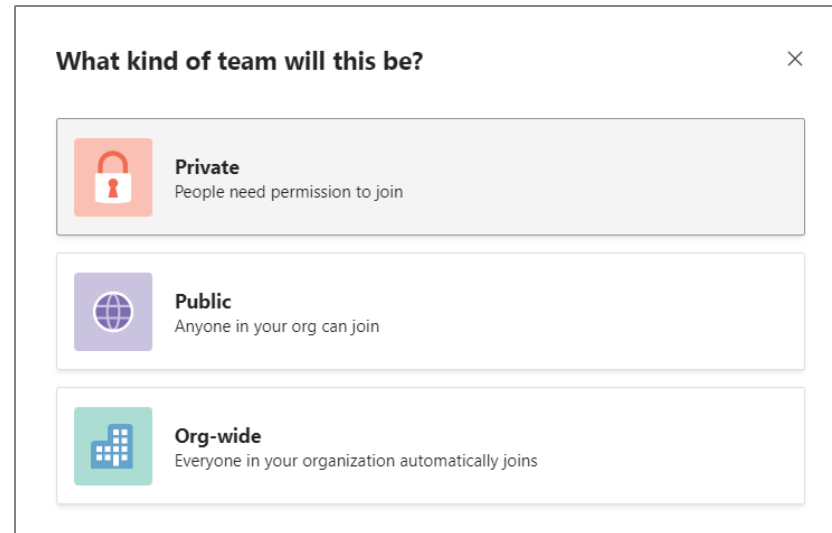 What kind of team will this be?
Private
People need permission to join
Public
Anyone in your org can join
Org-wide
Everyone in your organization automatically joins